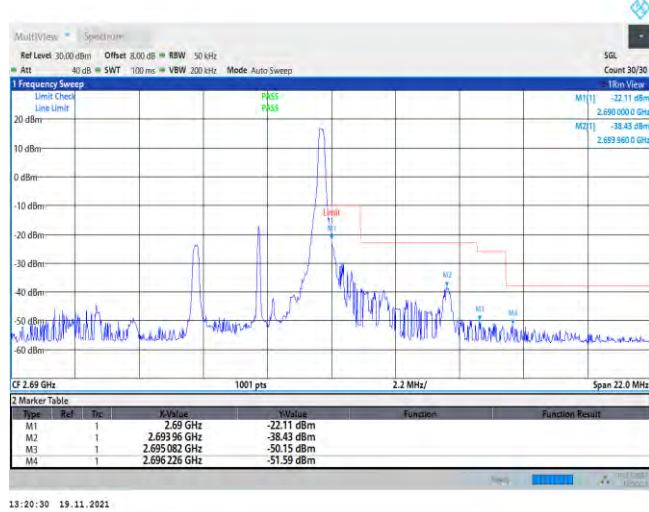 MultiView Spectrum
Ref Level 30.00 dBm Offset 8.00 dB RBW 50 kHz SGL
Att 40 dB SWT 100 ms VBW 200 kHz Mode Auto Sweep Count 30/30
1 Frequency Sweep 1Rm View
Limit Check PASS M1[1] -22.11 dBm
Line Limit PASS 2.690 000 0 GHz
M2[1] -38.43 dBm
2.693 960 0 GHz
20 dBm
10 dBm
0 dBm
-10 dBm
Limit
M1
-20 dBm
-30 dBm
M2
-40 dBm
M3 M4
-50 dBm
-60 dBm
CF 2.69 GHz 1001 pts 2.2 MHz/ Span 22.0 MHz
2 Marker Table
Type Ref Trc X-Value Y-Value Function Function Result
M1 1 2.69 GHz -22.11 dBm
M2 1 2.693 96 GHz -38.43 dBm
M3 1 2.695 082 GHz -50.15 dBm
M4 1 2.696 226 GHz -51.59 dBm
Ready
13:20:30 19.11.2021